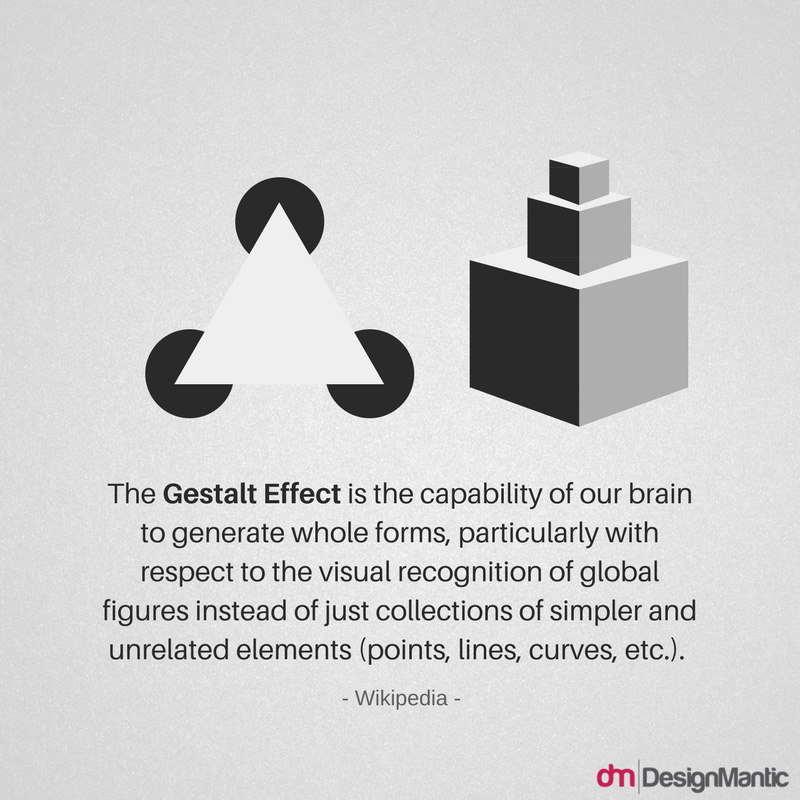 The Gestalt Effect is the capability of our brain
to generate whole forms, particularly with
respect to the visual recognition of global
figures instead of just collections of simpler and
unrelated elements (points, lines, curves, etc.).
- Wikipedia -
dm DesignMantic